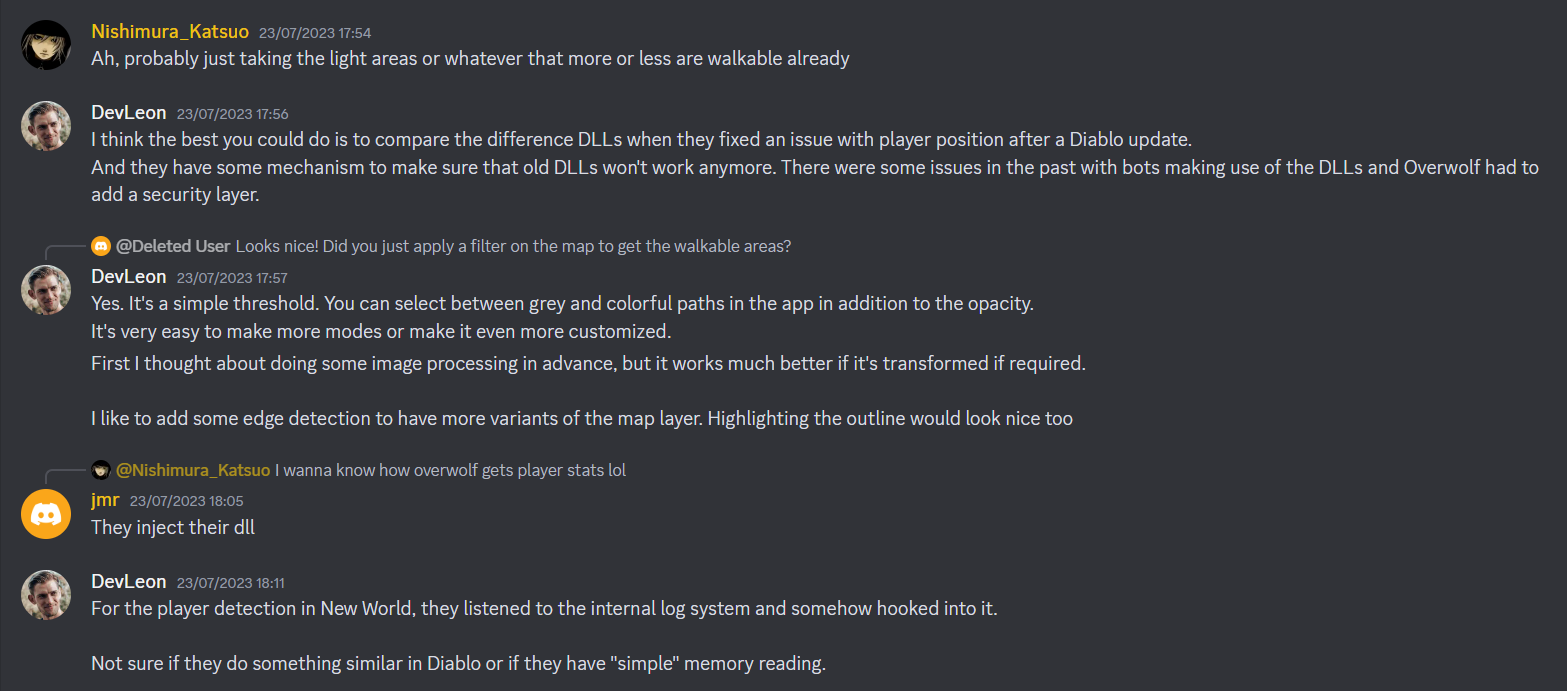 Nishimura_Katsuo 23/07/2023 17:54
Ah, probably just taking the light areas or whatever that more or less are walkable already
DevLeon 23/07/2023 17:56
I think the best you could do is to compare the difference DLLs when they fixed an issue with player position after a Diablo update.
And they have some mechanism to make sure that old DLLs won't work anymore. There were some issues in the past with bots making use of the DLLs and Overwolf had to
add a security layer.
@Deleted User Looks nice! Did you just apply a filter on the map to get the walkable areas?
DevLeon 23/07/2023 17:57
Yes. It's a simple threshold. You can select between grey and colorful paths in the app in addition to the opacity.
It's very easy to make more modes or make it even more customized.
First I thought about doing some image processing in advance, but it works much better if it's transformed if required.
I like to add some edge detection to have more variants of the map layer. Highlighting the outline would look nice too
@Nishimura_Katsuo I wanna know how overwolf gets player stats lol
jmr 23/07/2023 18:05
They inject their dll
DevLeon 23/07/2023 18:11
For the player detection in New World, they listened to the internal log system and somehow hooked into it.
Not sure if they do something similar in Diablo or if they have "simple" memory reading.